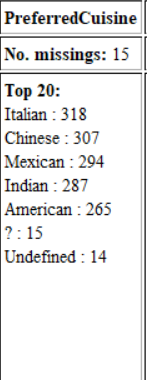 PreferredCuisine
No. missings: 15
Top 20:
Italian : 318
Chinese : 307
Mexican : 294
Indian : 287
American : 265
? : 15
Undefined : 14